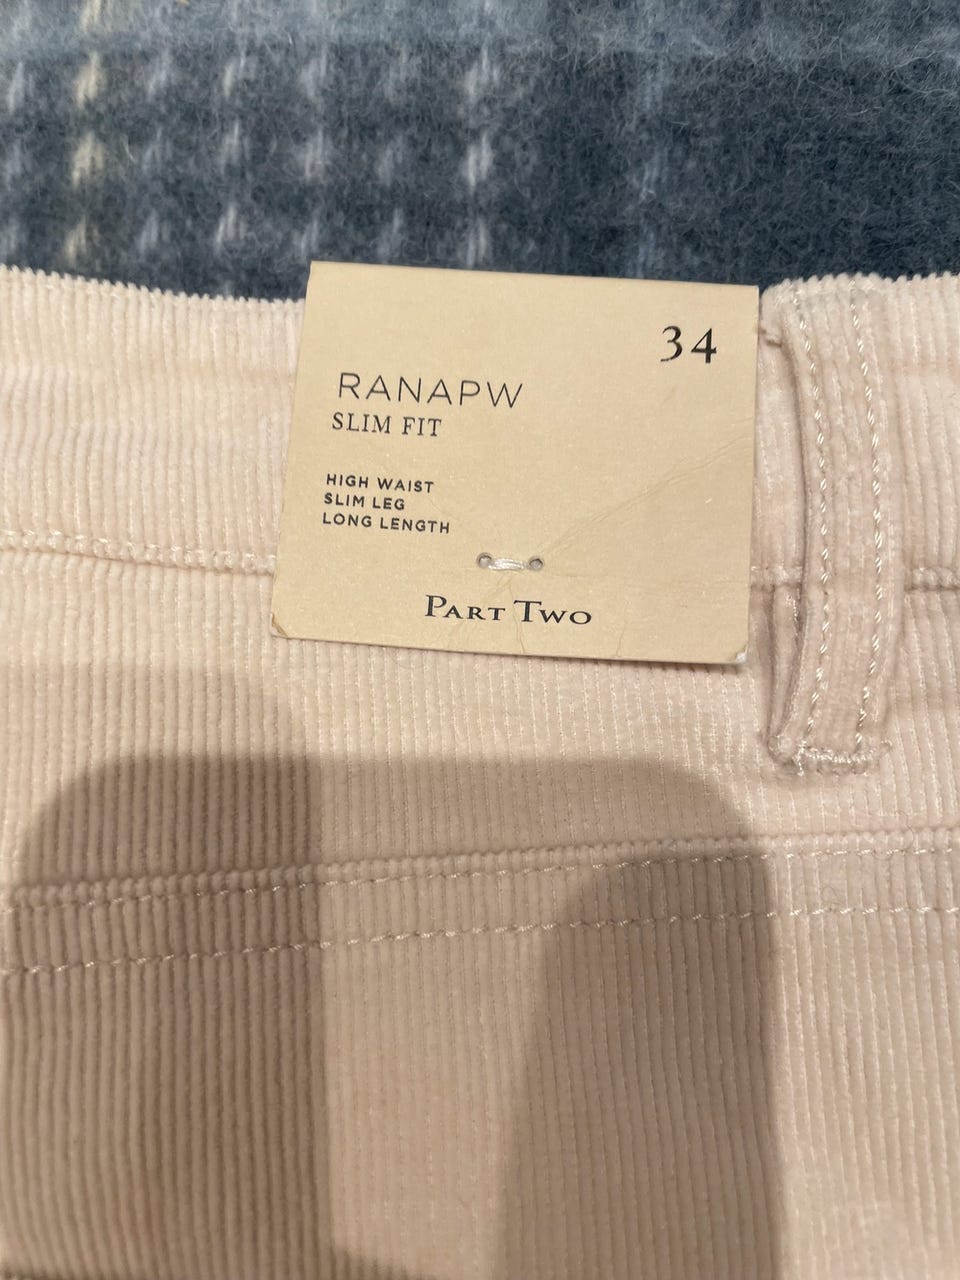 34
RANAPW
SLIM FIT
HIGH WAIST
SLIM LEG
LONG LENGTH
PART TWO